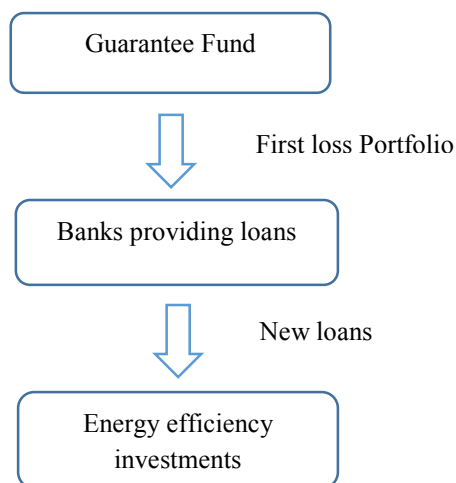 Guarantee Fund
First loss Portfolio
Banks providing loans
New loans
Energy efficiency
investments